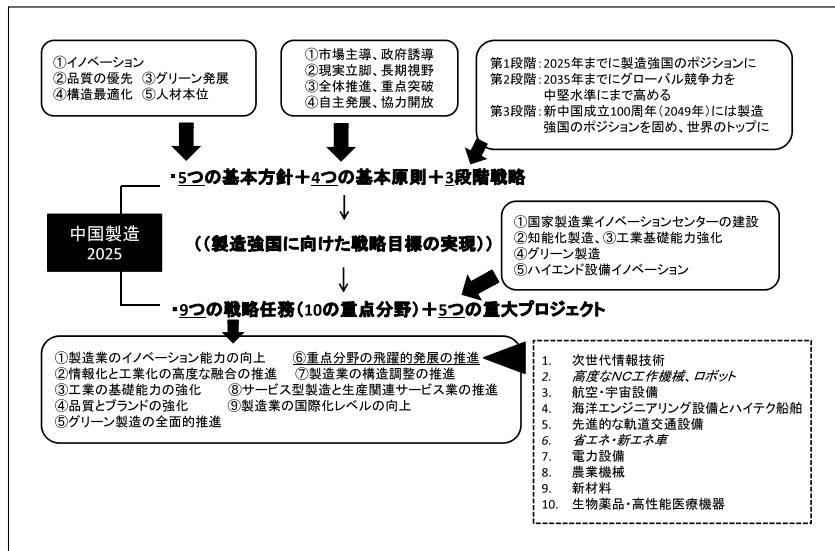 ①イノベーション
②品質の優先 ③グリーン発展
④構造最適化 ⑤人材本位
①市場主導、政府誘導
②現実立脚、長期視野
③全体推進、重点突破
④自主発展、協力開放
第1段階:2025年までに製造強国のポジションに
第2段階:2035年までにグローバル競争力を
中堅水準にまで高める
第3段階:新中国成立100周年(2049年)には製造
強国のポジションを固め、世界のトップに
・5つの基本方針+4つの基本原則+3段階戦略
中国製造
2025
((製造強国に向けた戦略目標の実現))
①国家製造業イノベーションセンターの建設
②知能化製造、③工業基礎能力強化
④グリーン製造
⑤ハイエンド設備イノベーション
・9つの戦略任務(10の重点分野)+5つの重大プロジェクト
①製造業のイノベーション能力の向上 ⑥重点分野の飛躍的発展の推進
②情報化と工業化の高度な融合の推進 ⑦製造業の構造調整の推進
③工業の基礎能力の強化 ⑧サービス型製造と生産関連サービス業の推進
④品質とブランドの強化 ⑨製造業の国際化レベルの向上
⑤グリーン製造の全面的推進
1. 次世代情報技術
2. 高度なNC工作機械、ロボット
3. 航空・宇宙設備
4. 海洋エンジニアリング設備とハイテク船舶
5. 先進的な軌道交通設備
6. 省エネ・新エネ車
7. 電力設備
8. 農業機械
9. 新材料
10. 生物薬品・高性能医療機器